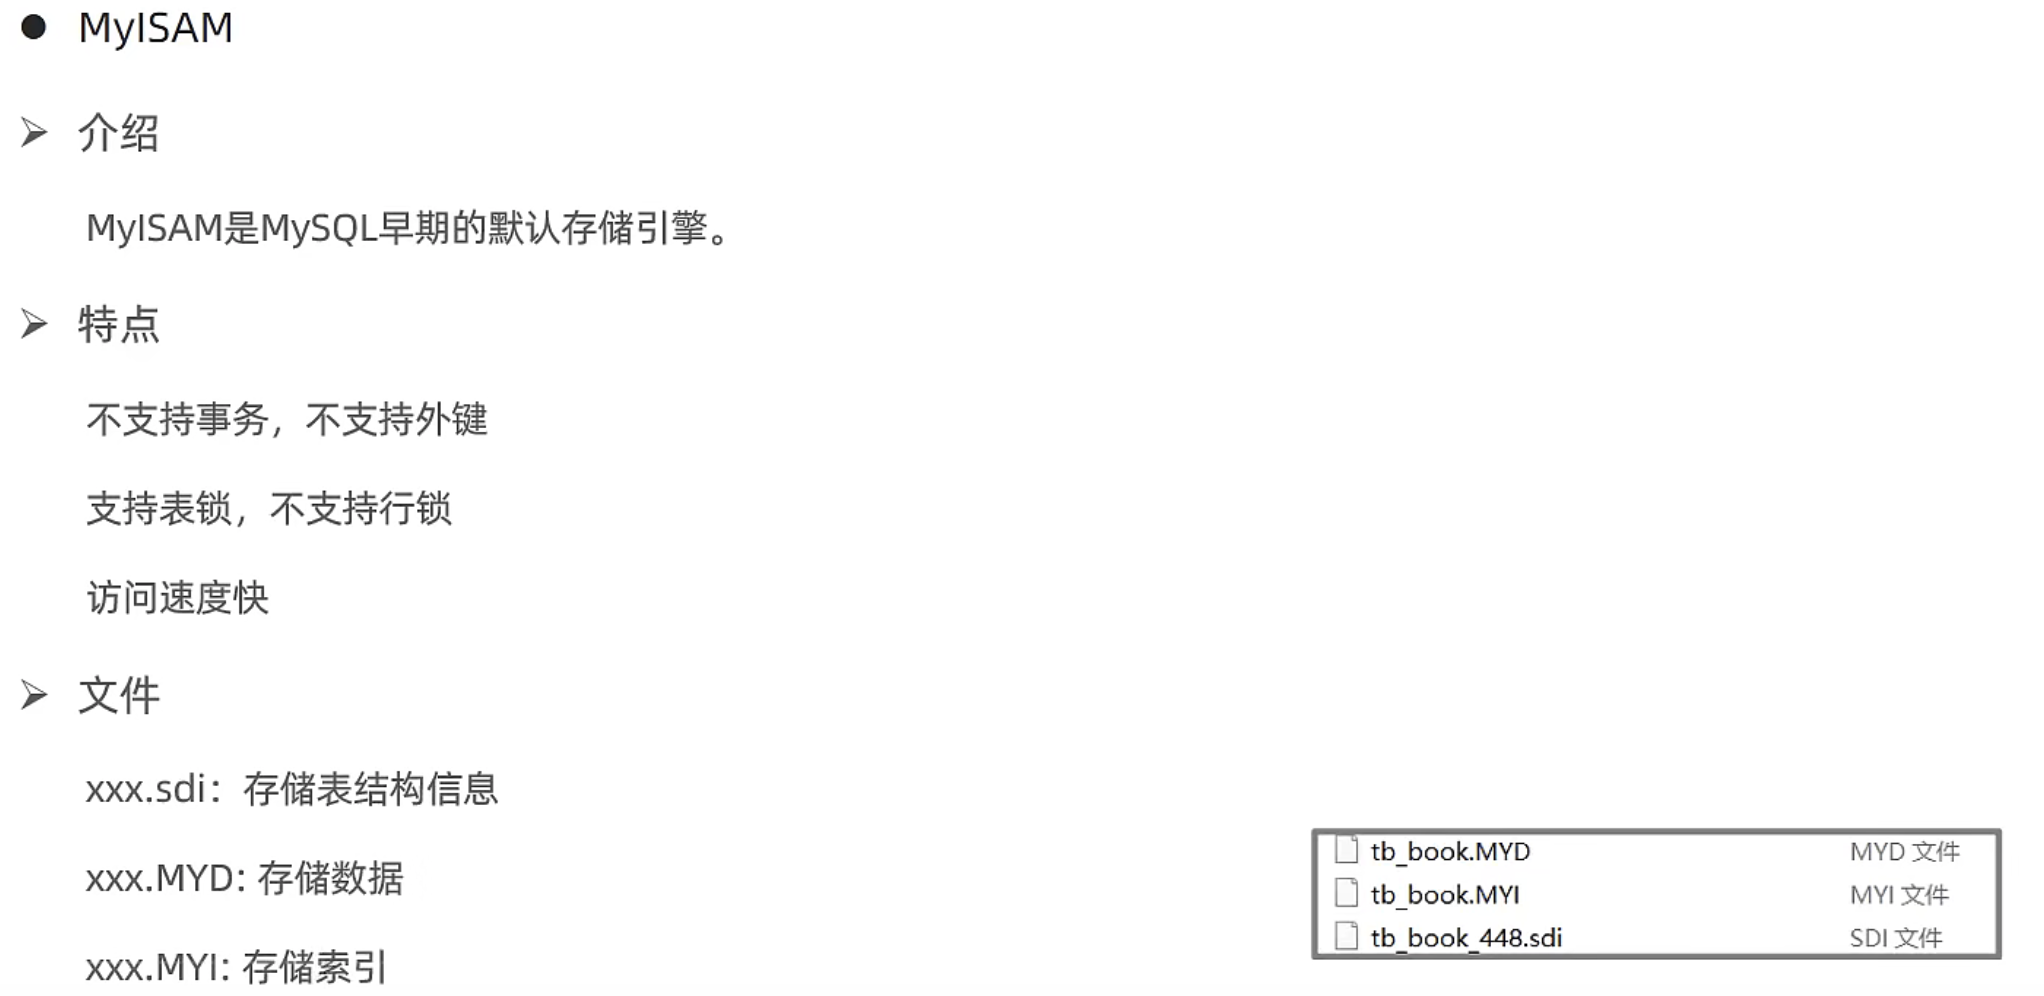 ● MyISAM
➢ 介绍
MyISAM是MySQL早期的默认存储引擎。
➢ 特点
不支持事务，不支持外键
支持表锁，不支持行锁
访问速度快
➢ 文件
xxx.sdi：存储表结构信息
xxx.MYD: 存储数据
xxx.MYI: 存储索引
tb_book.MYD MYD 文件
tb_book.MYI MYI 文件
tb_book_448.sdi SDI 文件